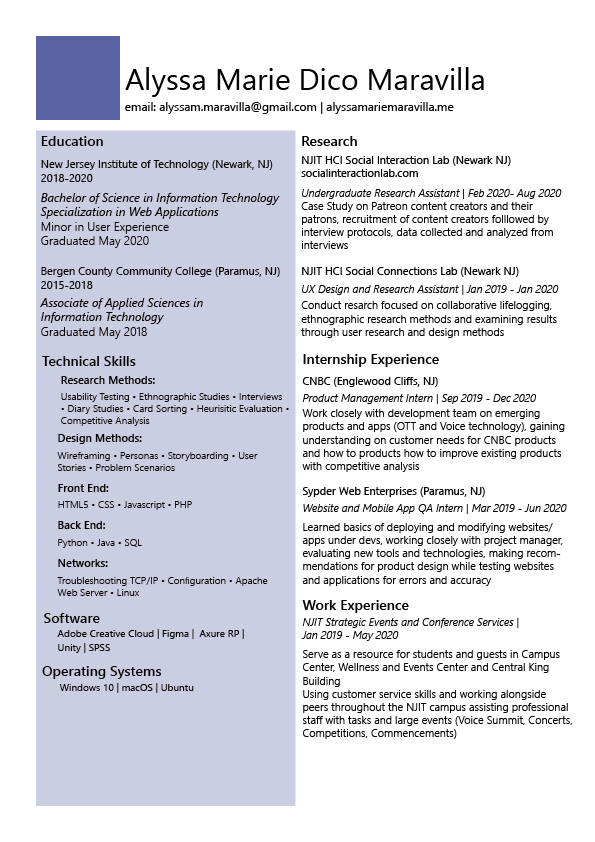 Alyssa Marie Dico Maravilla
email: alyssam.maravilla@gmail.com | alyssamariemaravilla.me
Education
New Jersey Institute of Technology (Newark, NJ)
2018-2020
Bachelor of Science in Information Technology
Specialization in Web Applications
Minor in User Experience
Graduated May 2020
Bergen County Community College (Paramus, NJ)
2015-2018
Associate of Applied Sciences in
Information Technology
Graduated May 2018
Technical Skills
Research Methods:
Usability Testing • Ethnographic Studies • Interviews
• Diary Studies • Card Sorting • Heurisitic Evaluation •
Competitive Analysis
Design Methods:
Wireframing • Personas • Storyboarding • User
Stories • Problem Scenarios
Front End:
HTML5 • CSS • Javascript • PHP
Back End:
Python • Java • SQL
Networks:
Troubleshooting TCP/IP • Configuration • Apache
Web Server • Linux
Software
Adobe Creative Cloud | Figma | Axure RP |
Unity | SPSS
Operating Systems
Windows 10 | macOS | Ubuntu
Research
NJIT HCI Social Interaction Lab (Newark NJ)
socialinteractionlab.com
Undergraduate Research Assistant | Feb 2020- Aug 2020
Case Study on Patreon content creators and their
patrons, recruitment of content creators folllowed by
interview protocols, data collected and analyzed from
interviews
NJIT HCI Social Connections Lab (Newark NJ)
UX Design and Research Assistant | Jan 2019 - Jan 2020
Conduct resarch focused on collaborative lifelogging,
ethnographic research methods and examining results
through user research and design methods
Internship Experience
CNBC (Englewood Cliffs, NJ)
Product Management Intern | Sep 2019 - Dec 2020
Work closely with development team on emerging
products and apps (OTT and Voice technology), gaining
understanding on customer needs for CNBC products
and how to products how to improve existing products
with competitive analysis
Sypder Web Enterprises (Paramus, NJ)
Website and Mobile App QA Intern | Mar 2019 - Jun 2020
Learned basics of deploying and modifying websites/
apps under devs, working closely with project manager,
evaluating new tools and technologies, making recom-
mendations for product design while testing websites
and applications for errors and accuracy
Work Experience
NJIT Strategic Events and Conference Services |
Jan 2019 - May 2020
Serve as a resource for students and guests in Campus
Center, Wellness and Events Center and Central King
Building
Using customer service skills and working alongside
peers throughout the NJIT campus assisting professional
staff with tasks and large events (Voice Summit, Concerts,
Competitions, Commencements)